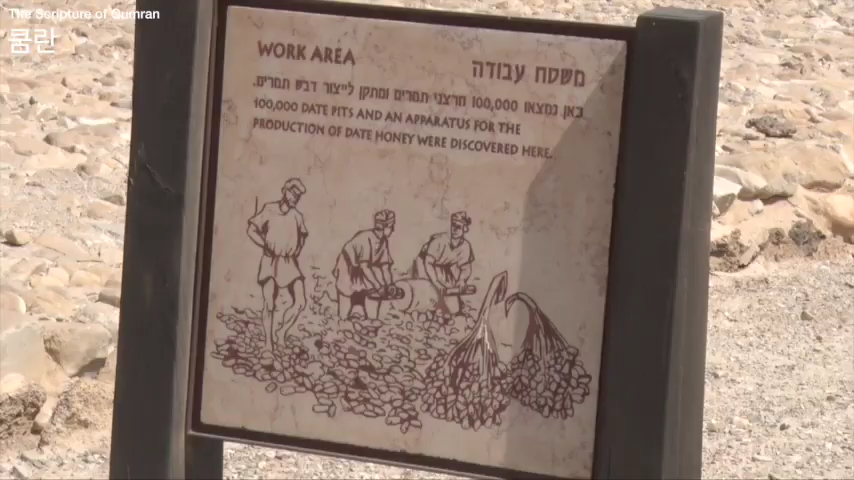 The Scripture of Qumran
쿰란
WORK AREA
משטח עבודה
כאן נמצאו 100,000 חרצני תמרים ומתקן לייצור דבש תמרים.
100,000 DATE PITS AND AN APPARATUS FOR THE
PRODUCTION OF DATE HONEY WERE DISCOVERED HERE.